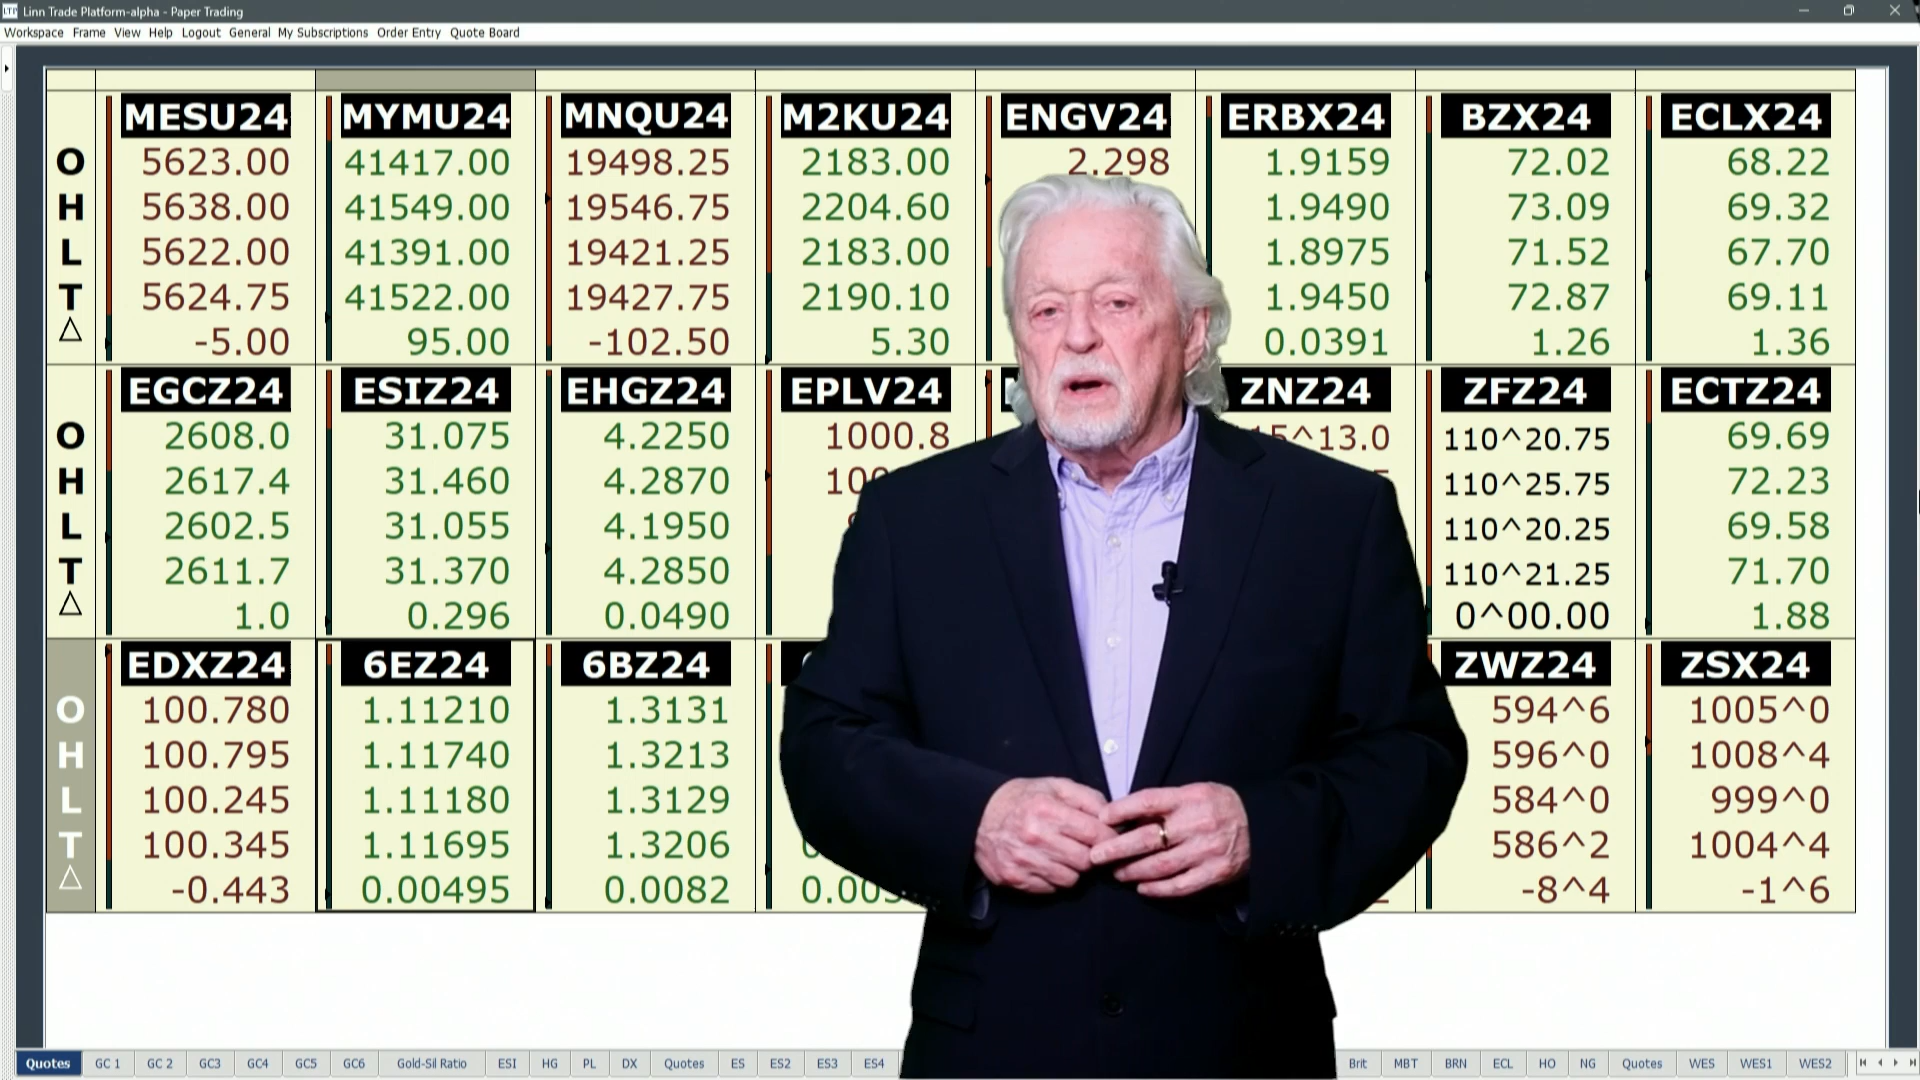 LTP Linn Trade Platform-alpha - Paper Trading
Workspace Frame View Help Logout General My Subscriptions Order Entry Quote Board
MESU24 MYMU24 MNQU24 M2KU24 ENGV24 ERBX24 BZX24 ECLX24
O 5623.00 41417.00 19498.25 2183.00 2.298 1.9159 72.02 68.22
H 5638.00 41549.00 19546.75 2204.60 1.9490 73.09 69.32
L 5622.00 41391.00 19421.25 2183.00 1.8975 71.52 67.70
T 5624.75 41522.00 19427.75 2190.10 1.9450 72.87 69.11
△ -5.00 95.00 -102.50 5.30 0.0391 1.26 1.36
EGCZ24 ESIZ24 EHGZ24 EPLV24 ZNZ24 ZFZ24 ECTZ24
O 2608.0 31.075 4.2250 1000.8 15^13.0 110^20.75 69.69
H 2617.4 31.460 4.2870 10 110^25.75 72.23
L 2602.5 31.055 4.1950 110^20.25 69.58
T 2611.7 31.370 4.2850 110^21.25 71.70
△ 1.0 0.296 0.0490 0^00.00 1.88
EDXZ24 6EZ24 6BZ24 ZWZ24 ZSX24
O 100.780 1.11210 1.3131 594^6 1005^0
H 100.795 1.11740 1.3213 596^0 1008^4
L 100.245 1.11180 1.3129 584^0 999^0
T 100.345 1.11695 1.3206 586^2 1004^4
△ -0.443 0.00495 0.0082 0.00 -8^4 -1^6
Quotes GC 1 GC 2 GC3 GC4 GC5 GC6 Gold-Sil Ratio ESI HG PL DX Quotes ES ES2 ES3 ES4 Brit MBT BRN ECL HO NG Quotes WES WES1 WES2